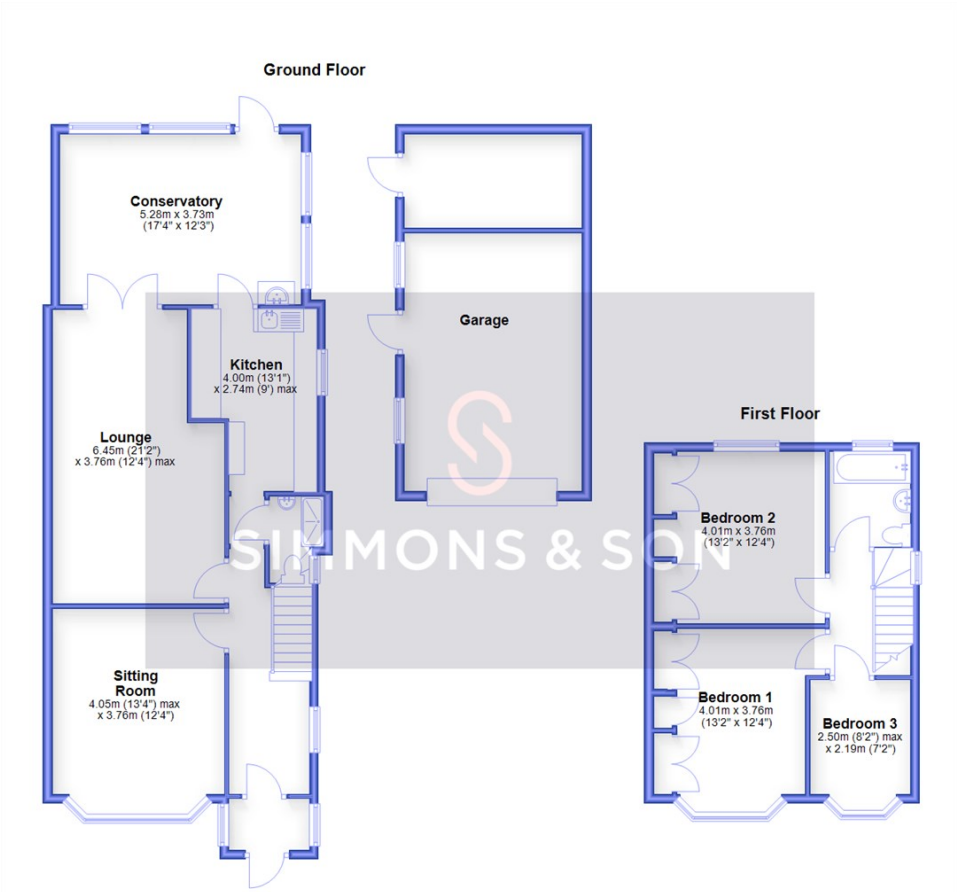 Ground Floor
Conservatory
5.28m x 3.73m
(17'4" x 12'3")
Garage
Kitchen
4.00m (13'1")
x 2.74m (9') max
Lounge
6.45m (21'2")
x 3.76m (12'4") max
First Floor
Bedroom 2
4.01m x 3.76m
(13'2" x 12'4")
SIMMONS & SON
Sitting
Room
4.05m (13'4") max
x 3.76m (12'4")
Bedroom 1
4.01m x 3.76m
(13'2" x 12'4")
Bedroom 3
2.50m (8'2") max
x 2.19m (7'2")